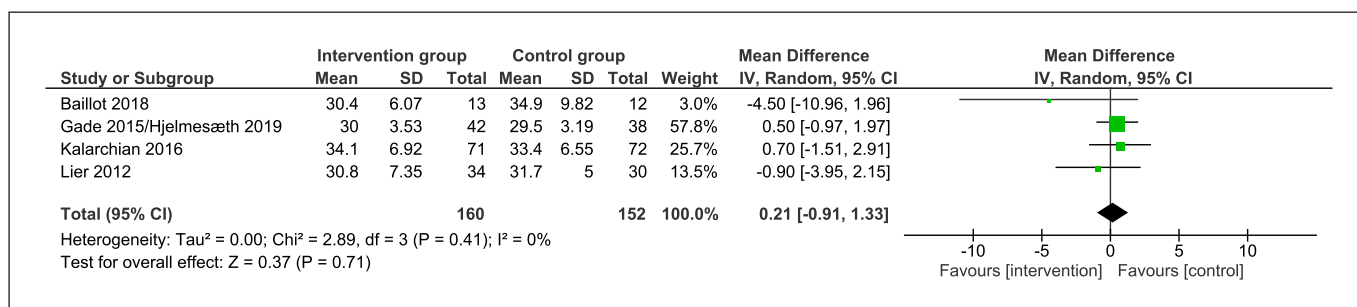 Intervention group Control group Mean Difference Mean Difference
Study or Subgroup Mean SD Total Mean SD Total Weight IV, Random, 95% CI IV, Random, 95% CI
Baillot 2018 30.4 6.07 13 34.9 9.82 12 3.0% -4.50 [-10.96, 1.96]
Gade 2015/Hjelmesæth 2019 30 3.53 42 29.5 3.19 38 57.8% 0.50 [-0.97, 1.97]
Kalarchian 2016 34.1 6.92 71 33.4 6.55 72 25.7% 0.70 [-1.51, 2.91]
Lier 2012 30.8 7.35 34 31.7 5 30 13.5% -0.90 [-3.95, 2.15]
Total (95% CI) 160 152 100.0% 0.21 [-0.91, 1.33]
Heterogeneity: Tau² = 0.00; Chi² = 2.89, df = 3 (P = 0.41); I² = 0%
Test for overall effect: Z = 0.37 (P = 0.71)
-10 -5 0 5 10
Favours [intervention] Favours [control]